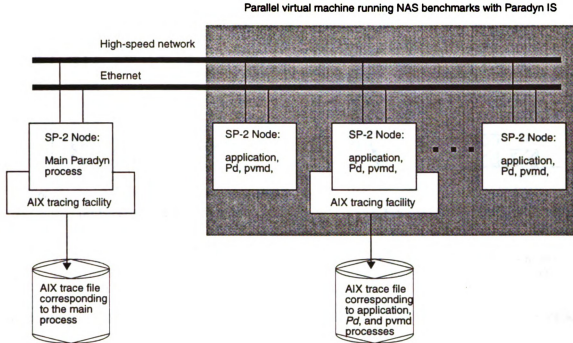 Parallel virtual machine running NAS benchmarks with Paradyn IS
High-speed network
Ethernet
SP-2 Node:
Main Paradyn
process
AIX tracing facility
AIX trace file
corresponding
to the main
process
SP-2 Node:
application,
Pd, pvmd,
SP-2 Node:
application,
Pd, pvmd,
AIX tracing facility
AIX trace file
corresponding
to application,
Pd, and pvmd
processes
SP-2 Node:
application,
Pd, pvmd,